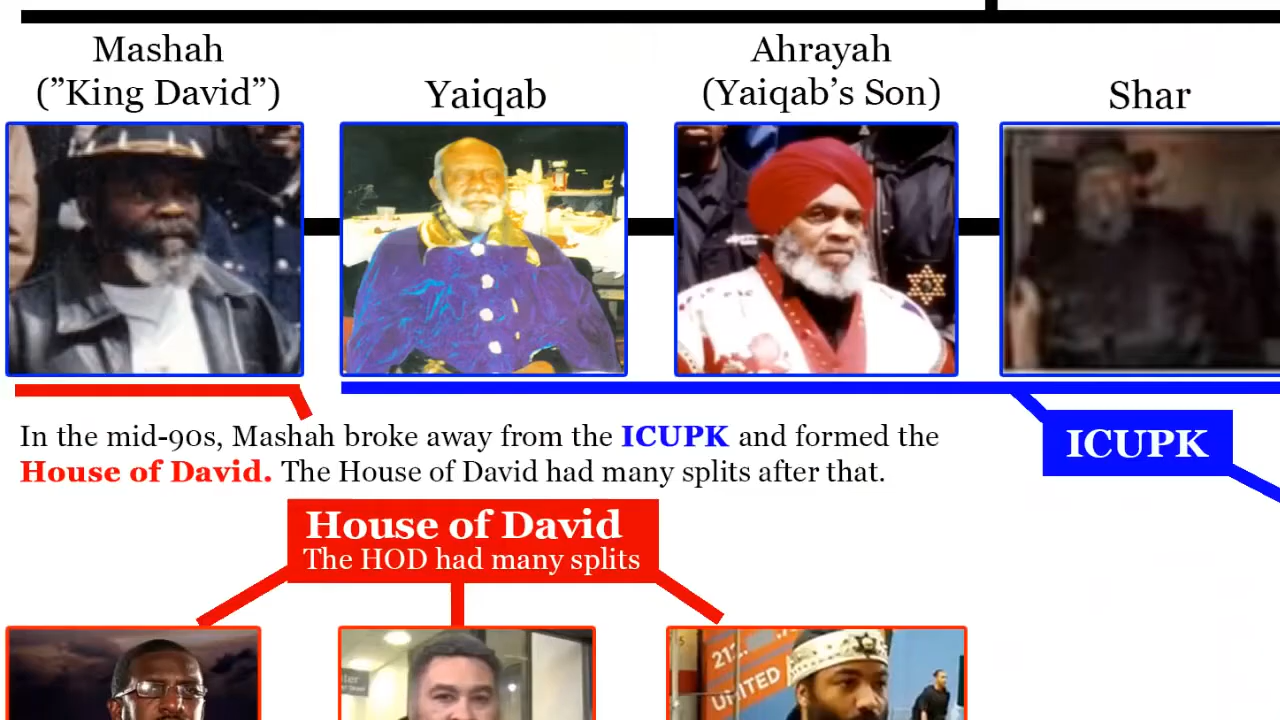 Mashah
("King David")
Yaiqab
Ahrayah
(Yaiqab's Son)
Shar
In the mid-90s, Mashah broke away from the ICUPK and formed the
House of David. The House of David had many splits after that.
ICUPK
House of David
The HOD had many splits
212.
UNITED